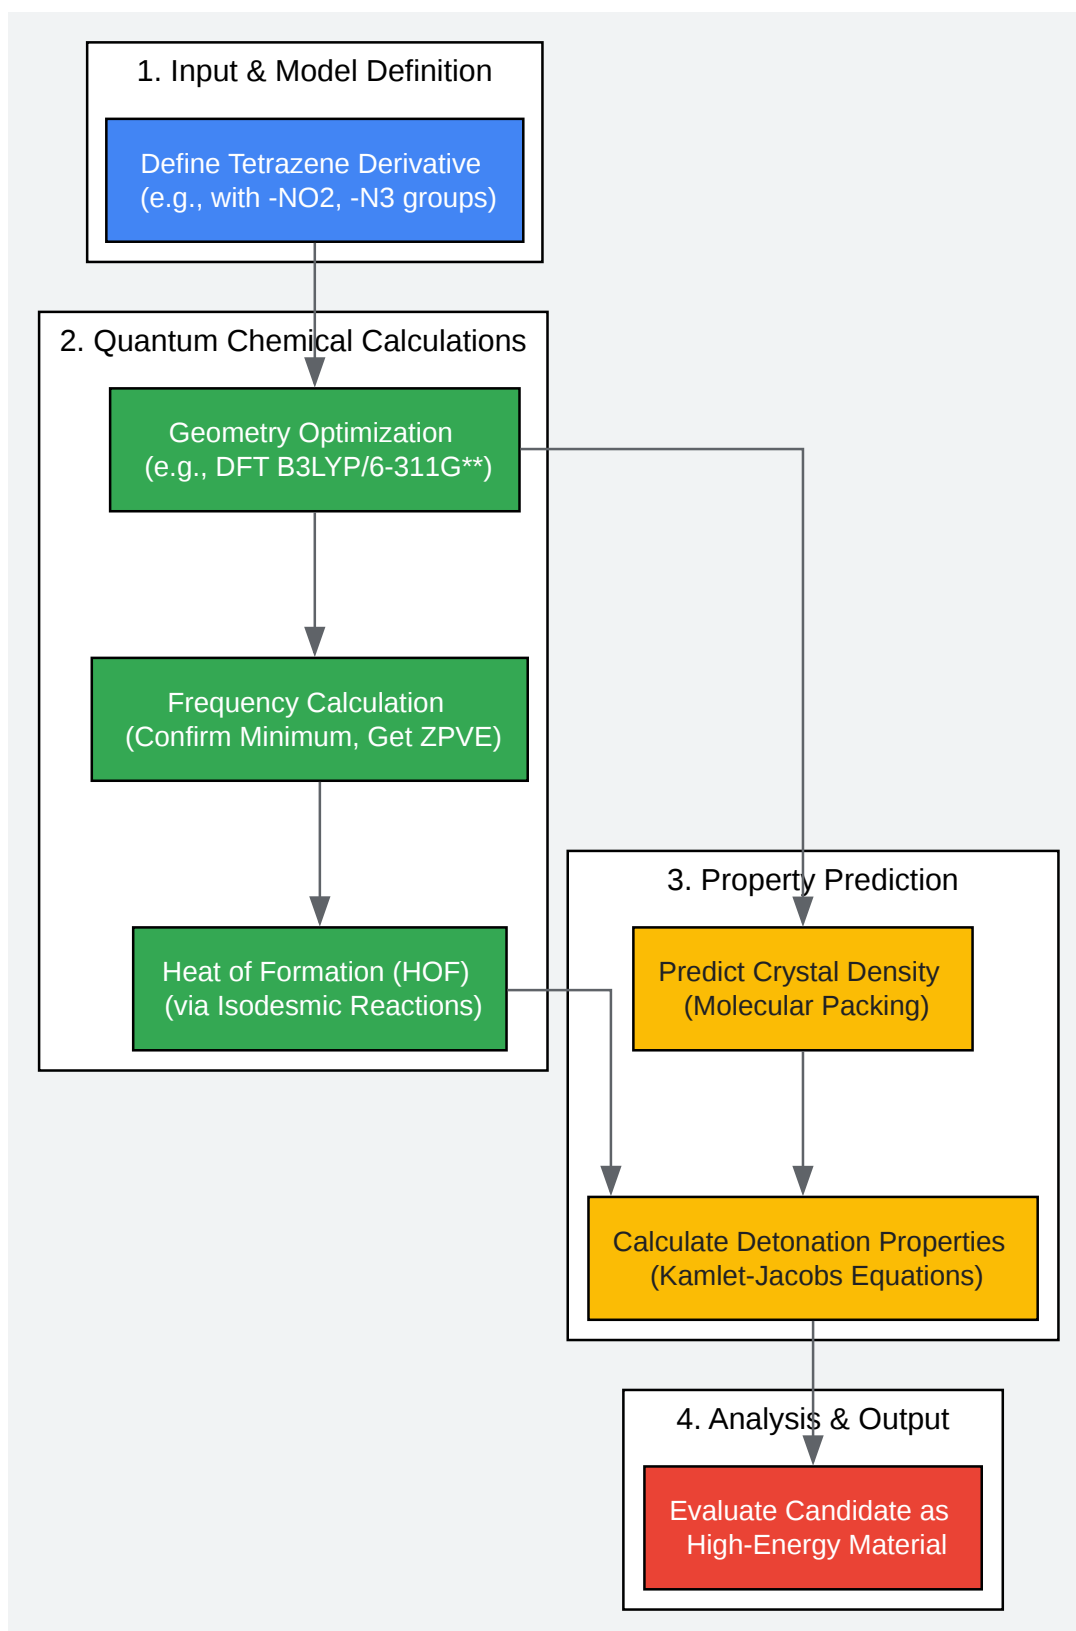 1. Input & Model Definition
Define Tetrazene Derivative
(e.g., with -NO2, -N3 groups)
2. Quantum Chemical Calculations
Geometry Optimization
(e.g., DFT B3LYP/6-311G**)
Frequency Calculation
(Confirm Minimum, Get ZPVE)
Heat of Formation (HOF)
(via Isodesmic Reactions)
3. Property Prediction
Predict Crystal Density
(Molecular Packing)
Calculate Detonation Properties
(Kamlet-Jacobs Equations)
4. Analysis & Output
Evaluate Candidate as
High-Energy Material